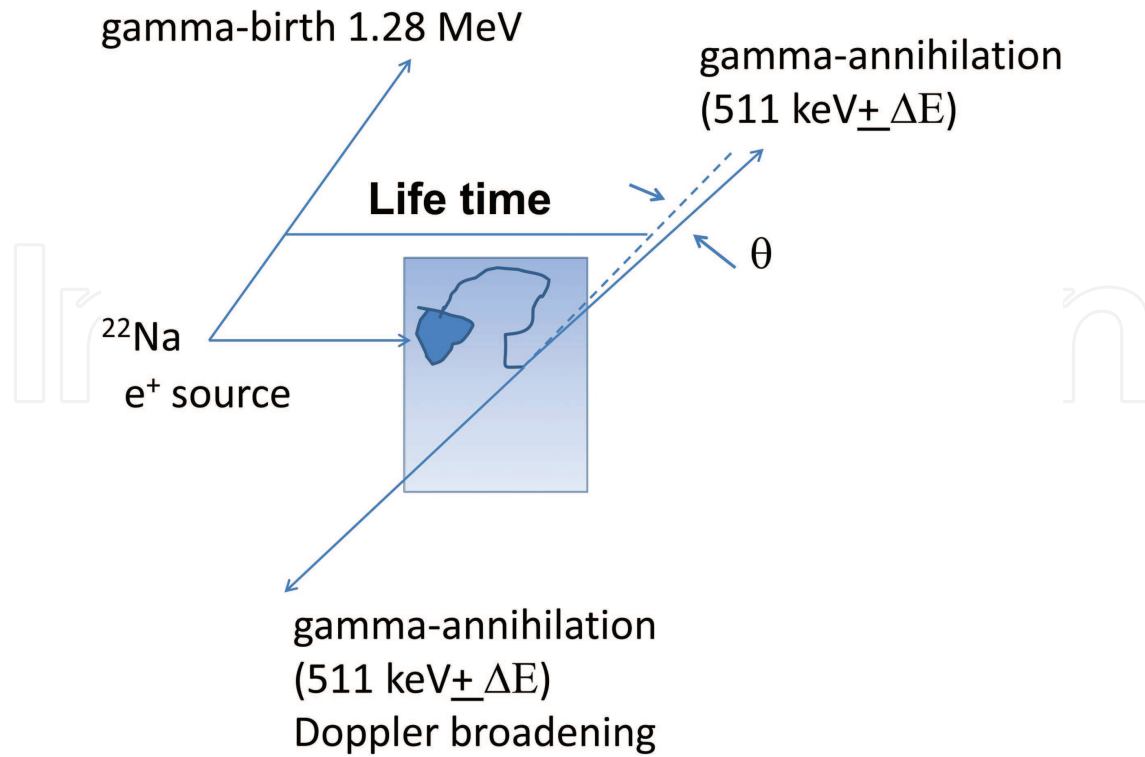 gamma-birth 1.28 MeV
gamma-annihilation
(511 keV± ΔE)
Life time
θ
²²Na
e⁺ source
gamma-annihilation
(511 keV± ΔE)
Doppler broadening